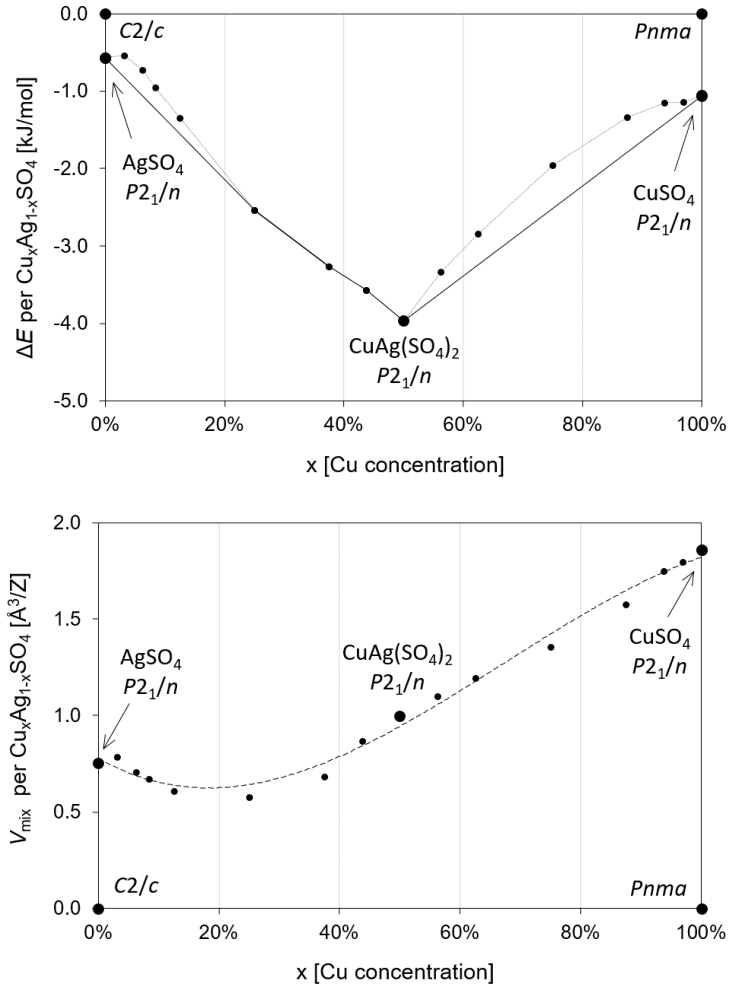 0.0
C2/c
Pnma
-1.0
AgSO₄
P2₁/n
-2.0
CuSO₄
P2₁/n
-3.0
-4.0
CuAg(SO₄)₂
P2₁/n
-5.0
ΔE per CuₓAg₁₋ₓSO₄ [kJ/mol]
0% 20% 40% 60% 80% 100%
x [Cu concentration]
2.0
1.5
AgSO₄
P2₁/n
CuAg(SO₄)₂
P2₁/n
CuSO₄
P2₁/n
1.0
0.5
C2/c
Pnma
0.0
Vₘᵢₓ per CuₓAg₁₋ₓSO₄ [Å³/Z]
0% 20% 40% 60% 80% 100%
x [Cu concentration]